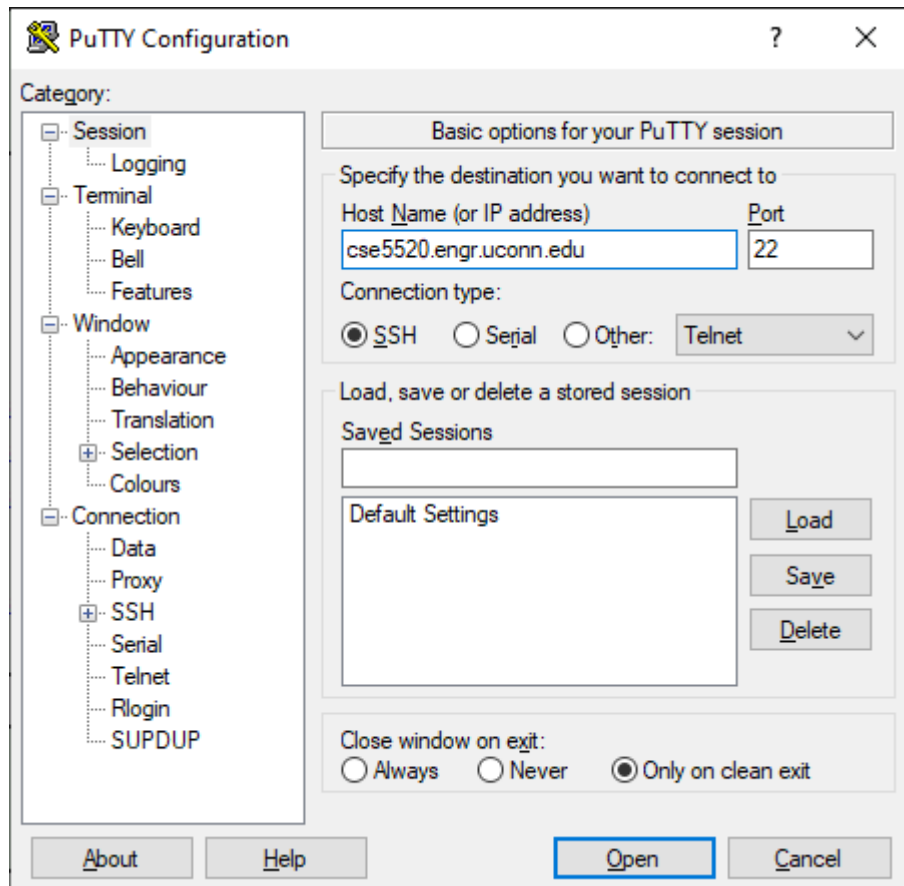 PuTTY Configuration
?
Category:
Session
Logging
Terminal
Keyboard
Bell
Features
Window
Appearance
Behaviour
Translation
Selection
Colours
Connection
Data
Proxy
SSH
Serial
Telnet
Rlogin
SUPDUP
Basic options for your PuTTY session
Specify the destination you want to connect to
Host Name (or IP address) Port
cse5520.engr.uconn.edu 22
Connection type:
SSH Serial Other: Telnet
Load, save or delete a stored session
Saved Sessions
Default Settings
Load
Save
Delete
Close window on exit:
Always Never Only on clean exit
About Help Open Cancel